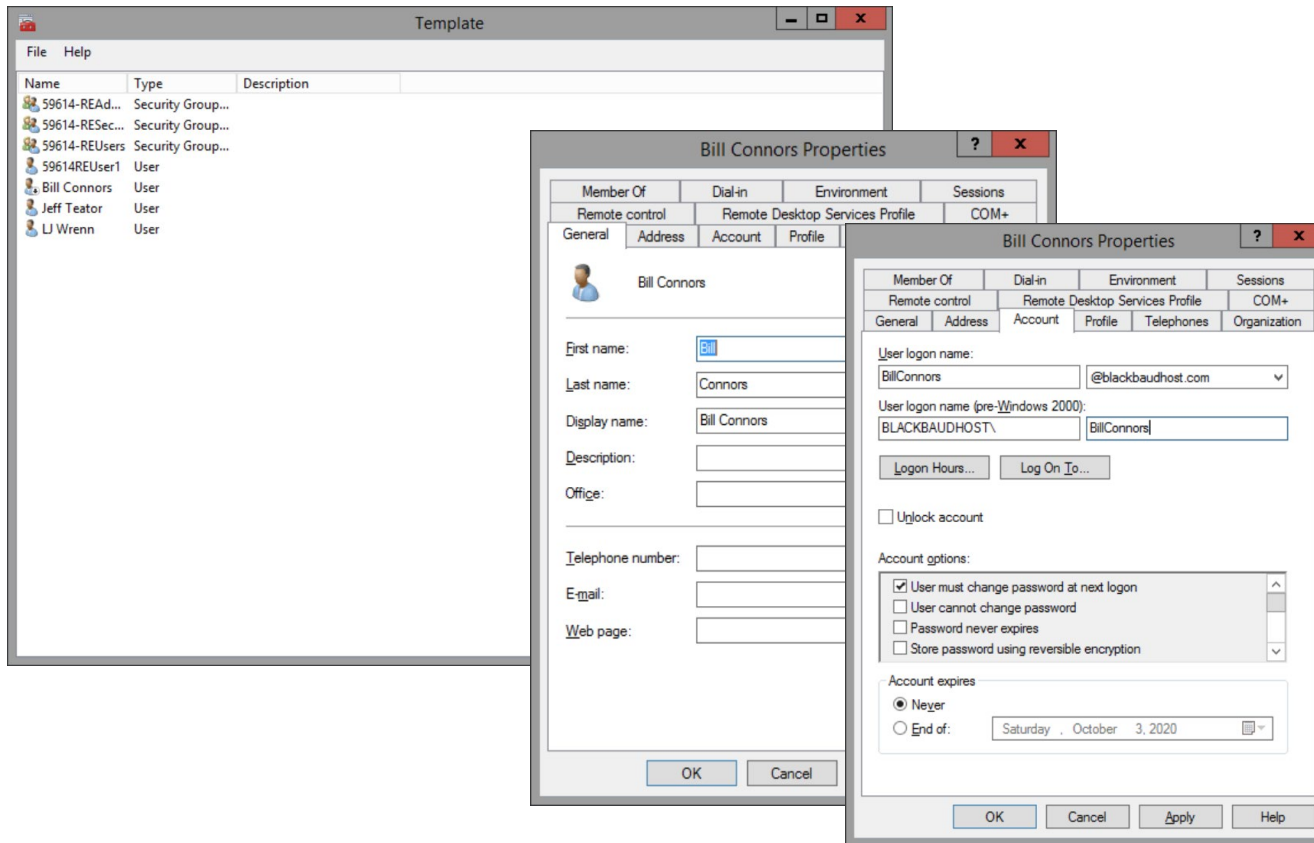 Template
File Help
Name Type Description
59614-REAd... Security Group...
59614-RESec... Security Group...
59614-REUsers Security Group...
59614REUser1 User
Bill Connors User
Jeff Teator User
LJ Wrenn User
Bill Connors Properties ?
Member Of Dial-in Environment Sessions
Remote control Remote Desktop Services Profile COM+
General Address Account Profile
Bill Connors
First name: Bill
Last name: Connors
Display name: Bill Connors
Description:
Office:
Telephone number:
E-mail:
Web page:
OK Cancel
Bill Connors Properties ?
Member Of Dial-in Environment Sessions
Remote control Remote Desktop Services Profile COM+
General Address Account Profile Telephones Organization
User logon name:
BillConnors @blackbaudhost.com
User logon name (pre-Windows 2000):
BLACKBAUDHOST\ BillConnors
Logon Hours... Log On To...
Unlock account
Account options:
User must change password at next logon
User cannot change password
Password never expires
Store password using reversible encryption
Account expires
Never
End of: Saturday , October 3, 2020
OK Cancel Apply Help